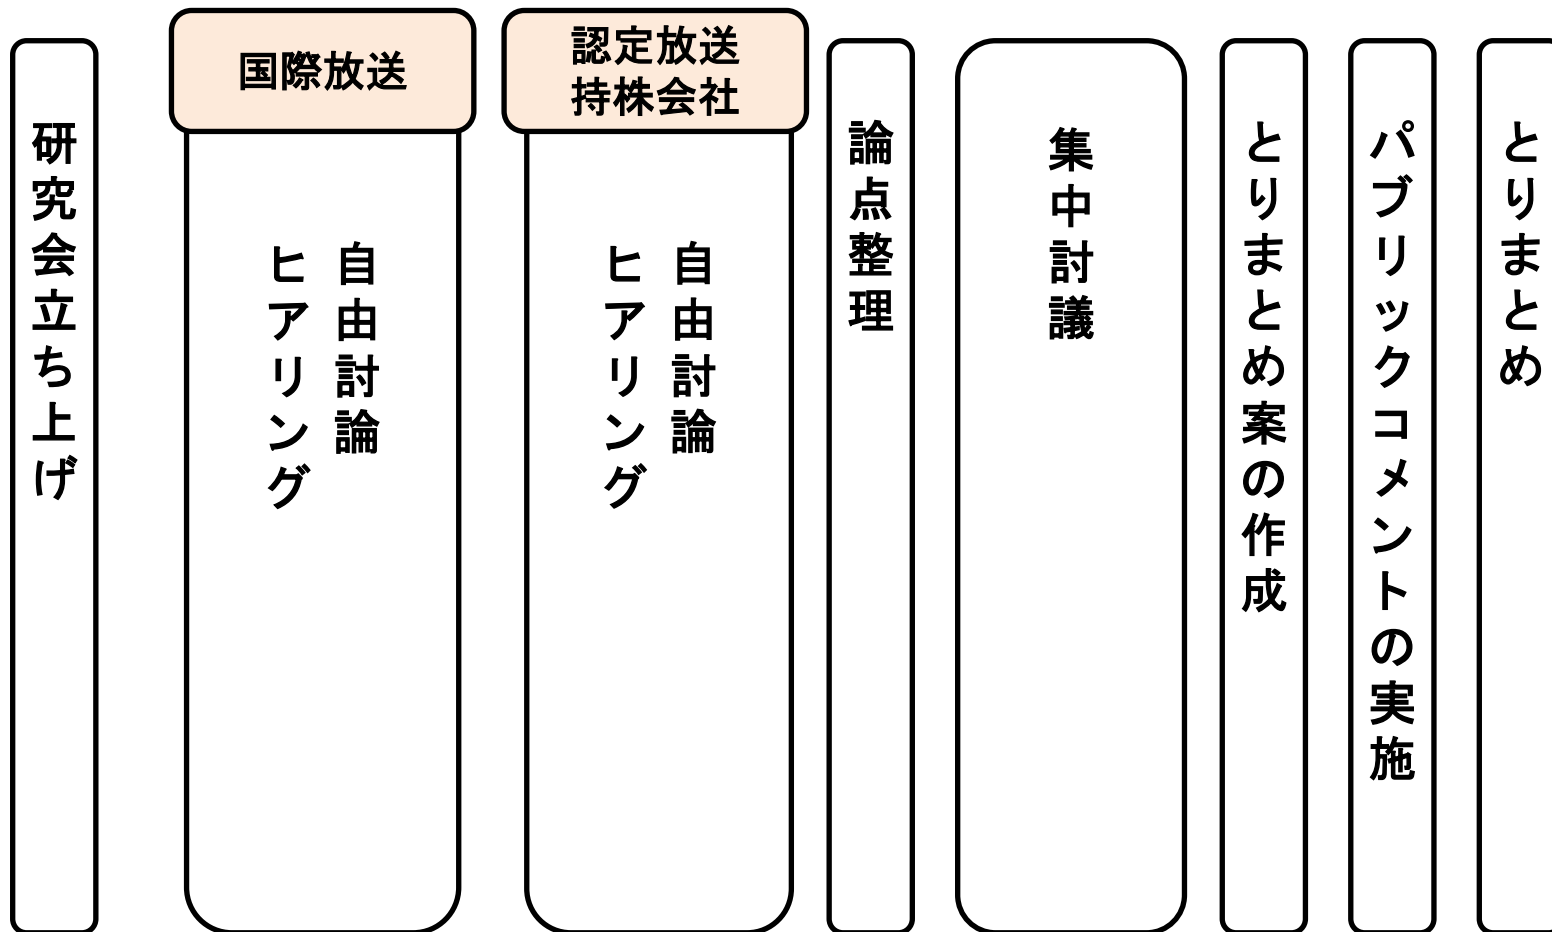 研究会立ち上げ
国際放送
自由討論
ヒアリング
認定放送
持株会社
自由討論
ヒアリング
論点整理
集中討議
とりまとめ案の作成
パブリックコメントの実施
とりまとめ